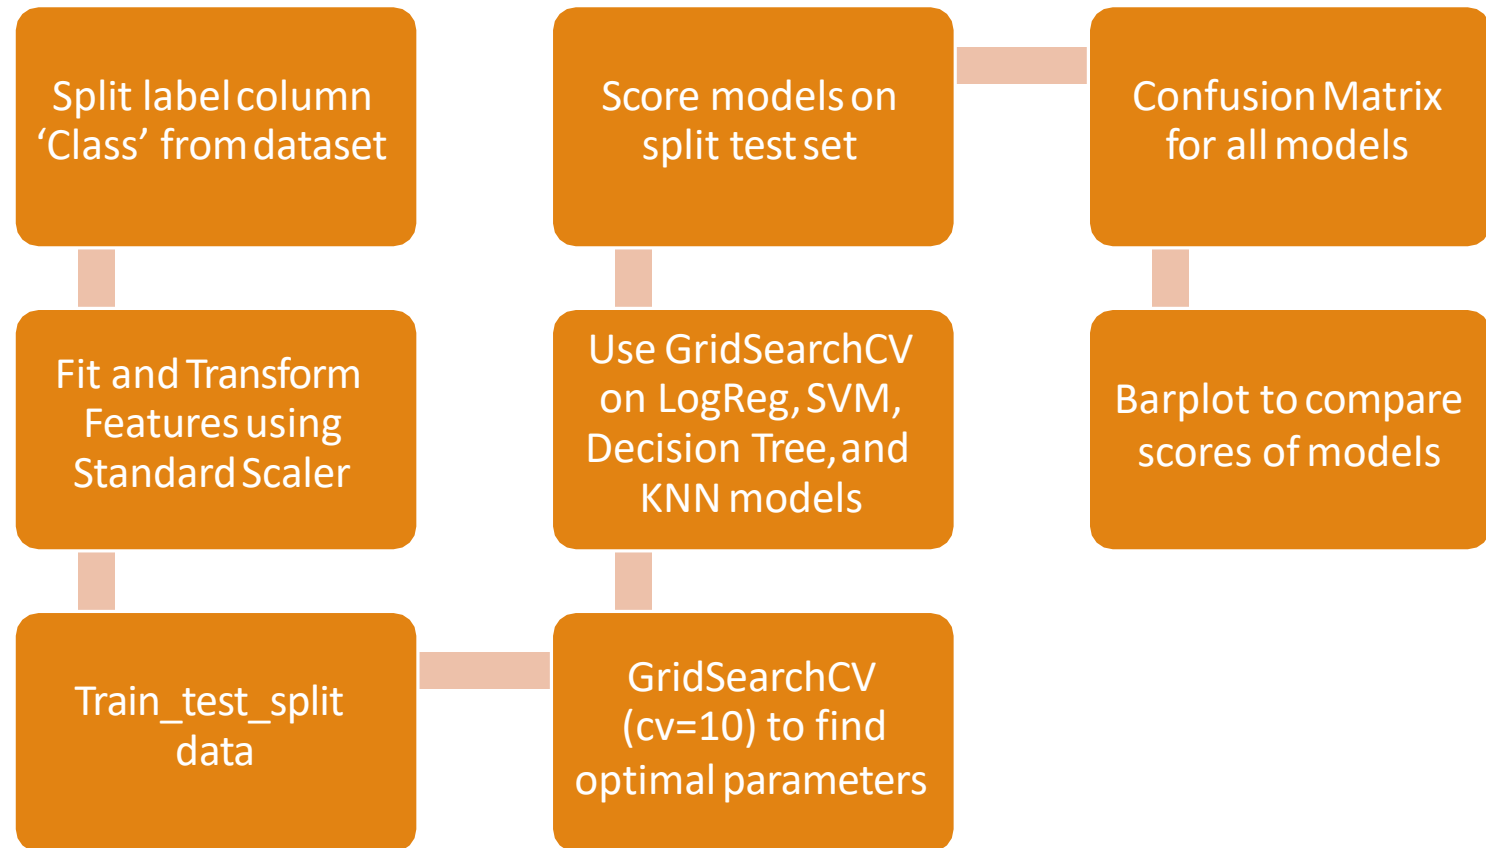 Split label column
‘Class’ from dataset
Fit and Transform
Features using
Standard Scaler
Train_test_split
data
GridSearchCV
(cv=10) to find
optimal parameters
Use GridSearchCV
on LogReg, SVM,
Decision Tree, and
KNN models
Score models on
split test set
Confusion Matrix
for all models
Barplot to compare
scores of models